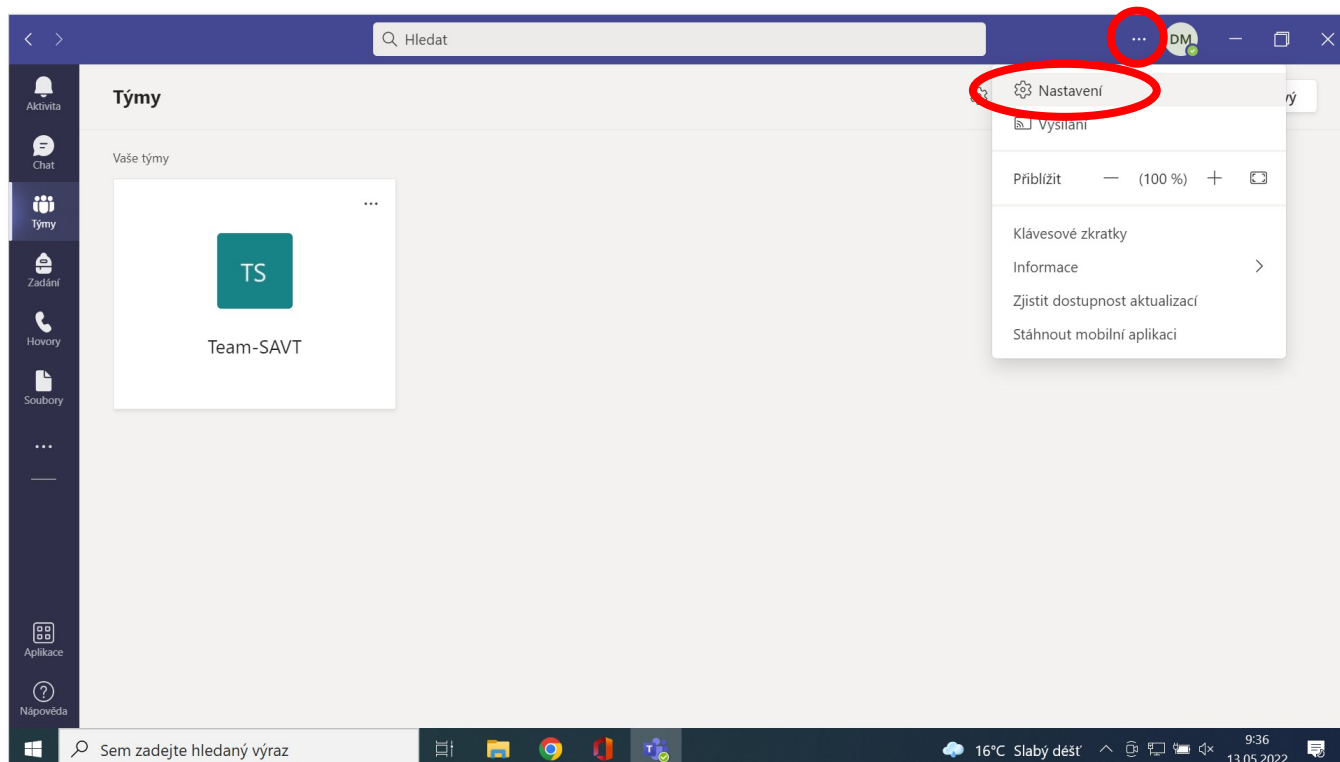 Hledat
DM
Aktivita
Chat
Týmy
Zadání
Hovory
Soubory
Aplikace
Nápověda
Týmy
Vaše týmy
TS
Team-SAVT
Nastavení
vý
Vysílání
Přiblížit — (100 %) +
Klávesové zkratky
Informace
Zjistit dostupnost aktualizací
Stáhnout mobilní aplikaci
Sem zadejte hledaný výraz
16°C Slabý déšť
9:36
13.05.2022